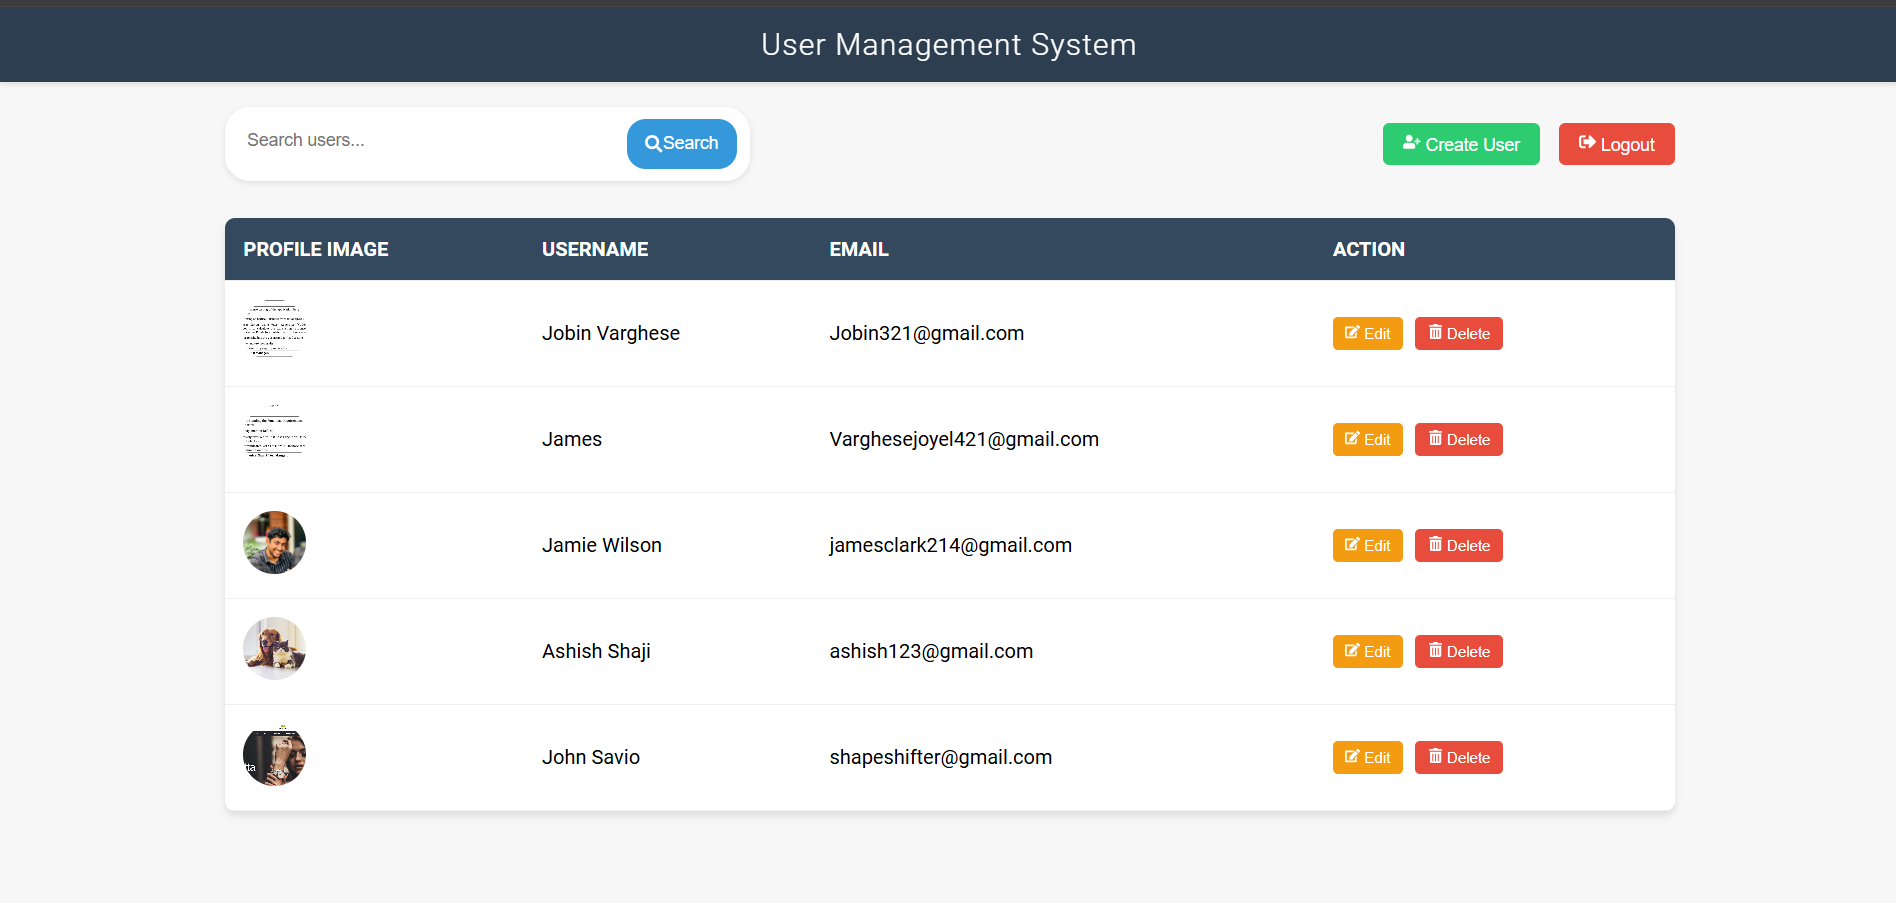 User Management System
Search users...
Search
Create User
Logout
PROFILE IMAGE USERNAME EMAIL ACTION
Jobin Varghese Jobin321@gmail.com Edit Delete
James Varghesejoyel421@gmail.com Edit Delete
Jamie Wilson jamesclark214@gmail.com Edit Delete
Ashish Shaji ashish123@gmail.com Edit Delete
John Savio shapeshifter@gmail.com Edit Delete
tta